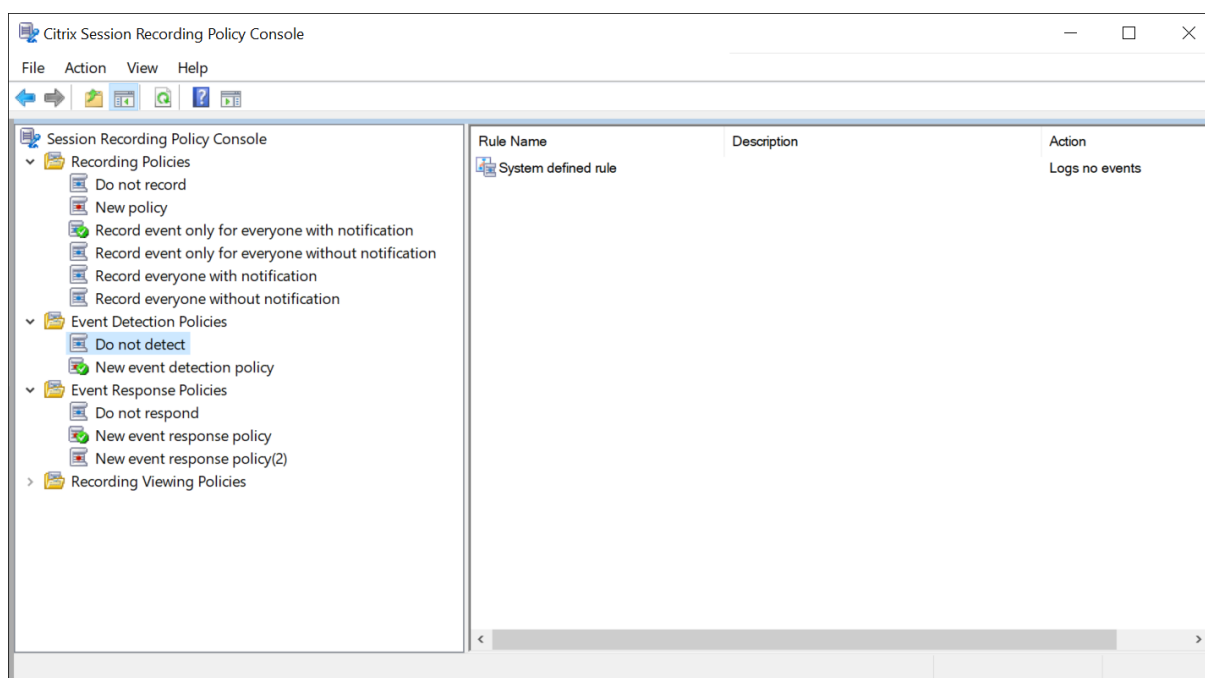 Citrix Session Recording Policy Console
File Action View Help
Session Recording Policy Console
Recording Policies
Do not record
New policy
Record event only for everyone with notification
Record event only for everyone without notification
Record everyone with notification
Record everyone without notification
Event Detection Policies
Do not detect
New event detection policy
Event Response Policies
Do not respond
New event response policy
New event response policy(2)
Recording Viewing Policies
Rule Name Description Action
System defined rule Logs no events